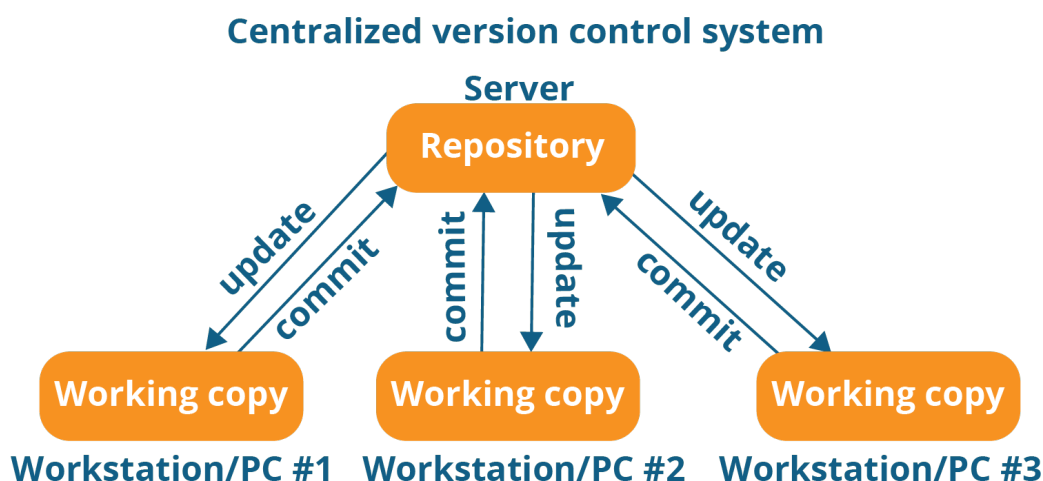 Centralized version control system
Server
Repository
update
commit
commit
update
commit
update
Working copy
Working copy
Working copy
Workstation/PC #1
Workstation/PC #2
Workstation/PC #3